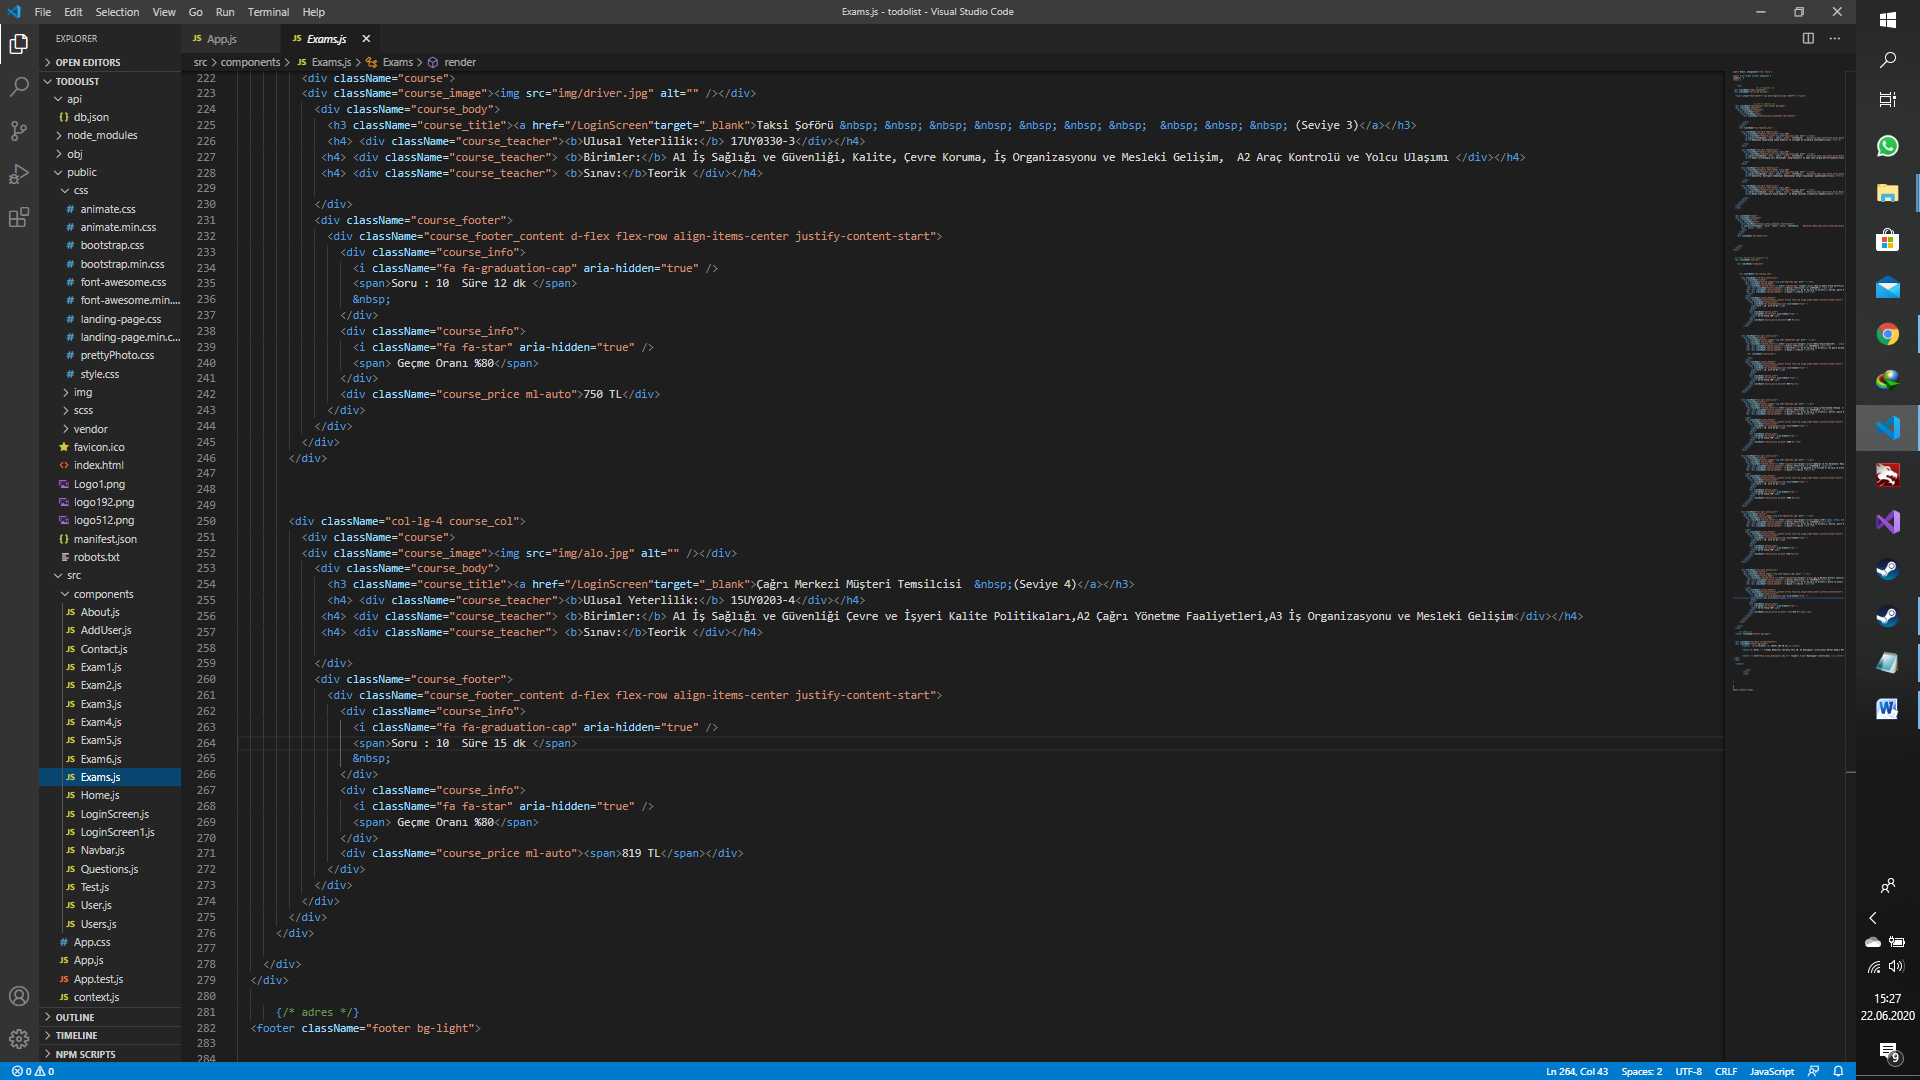 File Edit Selection View Go Run Terminal Help
Exams.js - todolist - Visual Studio Code
EXPLORER
OPEN EDITORS
TODOLIST
api
{} db.json
node_modules
obj
public
css
# animate.css
# animate.min.css
# bootstrap.css
# bootstrap.min.css
# font-awesome.css
# font-awesome.min....
# landing-page.css
# landing-page.min.c...
# prettyPhoto.css
# style.css
img
scss
vendor
favicon.ico
<> index.html
Logo1.png
logo192.png
logo512.png
{} manifest.json
robots.txt
src
components
JS About.js
JS AddUser.js
JS Contact.js
JS Exam1.js
JS Exam2.js
JS Exam3.js
JS Exam4.js
JS Exam5.js
JS Exam6.js
JS Exams.js
JS Home.js
JS LoginScreen.js
JS LoginScreen1.js
JS Navbar.js
JS Questions.js
JS Test.js
JS User.js
JS Users.js
# App.css
JS App.js
JS App.test.js
JS context.js
OUTLINE
TIMELINE
NPM SCRIPTS
JS App.js JS Exams.js
src > components > JS Exams.js > Exams > render
222 <div className="course">
223 <div className="course_image"><img src="img/driver.jpg" alt="" /></div>
224 <div className="course_body">
225 <h3 className="course_title"><a href="/LoginScreen"target="_blank">Taksi Şoförü &nbsp; &nbsp; &nbsp; &nbsp; &nbsp; &nbsp; &nbsp;  &nbsp; &nbsp; &nbsp; (Seviye 3)</a></h3>
226 <h4> <div className="course_teacher"><b>Ulusal Yeterlilik:</b> 17UY0330-3</div></h4>
227 <h4> <div className="course_teacher"> <b>Birimler:</b> A1 İş Sağlığı ve Güvenliği, Kalite, Çevre Koruma, İş Organizasyonu ve Mesleki Gelişim,  A2 Araç Kontrolü ve Yolcu Ulaşımı </div></h4>
228 <h4> <div className="course_teacher"> <b>Sınav:</b>Teorik </div></h4>
229
230 </div>
231 <div className="course_footer">
232 <div className="course_footer_content d-flex flex-row align-items-center justify-content-start">
233 <div className="course_info">
234 <i className="fa fa-graduation-cap" aria-hidden="true" />
235 <span>Soru : 10  Süre 12 dk </span>
236 &nbsp;
237 </div>
238 <div className="course_info">
239 <i className="fa fa-star" aria-hidden="true" />
240 <span> Geçme Oranı %80</span>
241 </div>
242 <div className="course_price ml-auto">750 TL</div>
243 </div>
244 </div>
245 </div>
246 </div>
247
248
249
250 <div className="col-lg-4 course_col">
251 <div className="course">
252 <div className="course_image"><img src="img/alo.jpg" alt="" /></div>
253 <div className="course_body">
254 <h3 className="course_title"><a href="/LoginScreen"target="_blank">Çağrı Merkezi Müşteri Temsilcisi  &nbsp;(Seviye 4)</a></h3>
255 <h4> <div className="course_teacher"><b>Ulusal Yeterlilik:</b> 15UY0203-4</div></h4>
256 <h4> <div className="course_teacher"> <b>Birimler:</b> A1 İş Sağlığı ve Güvenliği Çevre ve İşyeri Kalite Politikaları,A2 Çağrı Yönetme Faaliyetleri,A3 İş Organizasyonu ve Mesleki Gelişim</div></h4>
257 <h4> <div className="course_teacher"> <b>Sınav:</b>Teorik </div></h4>
258
259 </div>
260 <div className="course_footer">
261 <div className="course_footer_content d-flex flex-row align-items-center justify-content-start">
262 <div className="course_info">
263 <i className="fa fa-graduation-cap" aria-hidden="true" />
264 <span>Soru : 10  Süre 15 dk </span>
265 &nbsp;
266 </div>
267 <div className="course_info">
268 <i className="fa fa-star" aria-hidden="true" />
269 <span> Geçme Oranı %80</span>
270 </div>
271 <div className="course_price ml-auto"><span>819 TL</span></div>
272 </div>
273 </div>
274 </div>
275 </div>
276 </div>
277
278 </div>
279 </div>
280
281 {/* adres */}
282 <footer className="footer bg-light">
283
284
0 0
Ln 264, Col 43 Spaces: 2 UTF-8 CRLF JavaScript
15:27
22.06.2020
9